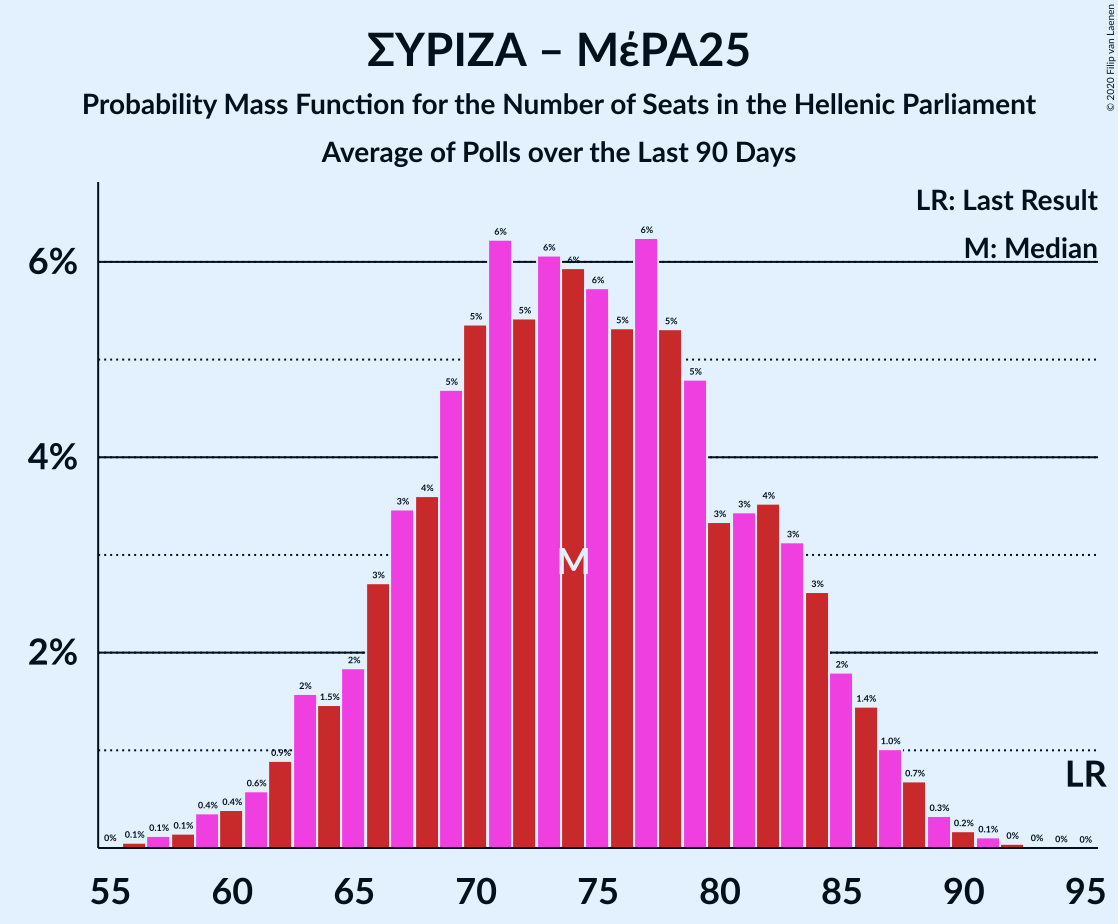 ΣΥΡΙΖΑ – ΜέΡΑ25
Probability Mass Function for the Number of Seats in the Hellenic Parliament
Average of Polls over the Last 90 Days
© 2020 Filip van Laenen
LR: Last Result
M: Median
6%
4%
2%
0% 0.1% 0.1% 0.1% 0.4% 0.4% 0.6% 0.9% 2% 1.5% 2% 3% 3% 4% 5% 5% 6% 5% 6% 6% 6% 5% 6% 5% 5% 3% 3% 4% 3% 3% 2% 1.4% 1.0% 0.7% 0.3% 0.2% 0.1% 0% 0% 0% 0%
M
LR
55 60 65 70 75 80 85 90 95